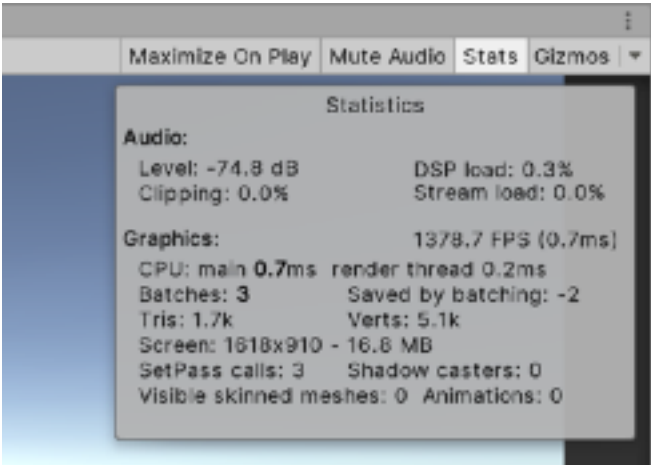 Maximize On Play Mute Audio Stats Gizmos
Statistics
Audio:
Level: -74.8 dB DSP load: 0.3%
Clipping: 0.0% Stream load: 0.0%
Graphics: 1378.7 FPS (0.7ms)
CPU: main 0.7ms render thread 0.2ms
Batches: 3 Saved by batching: -2
Tris: 1.7k Verts: 5.1k
Screen: 1618x910 - 16.8 MB
SetPass calls: 3 Shadow casters: 0
Visible skinned meshes: 0 Animations: 0